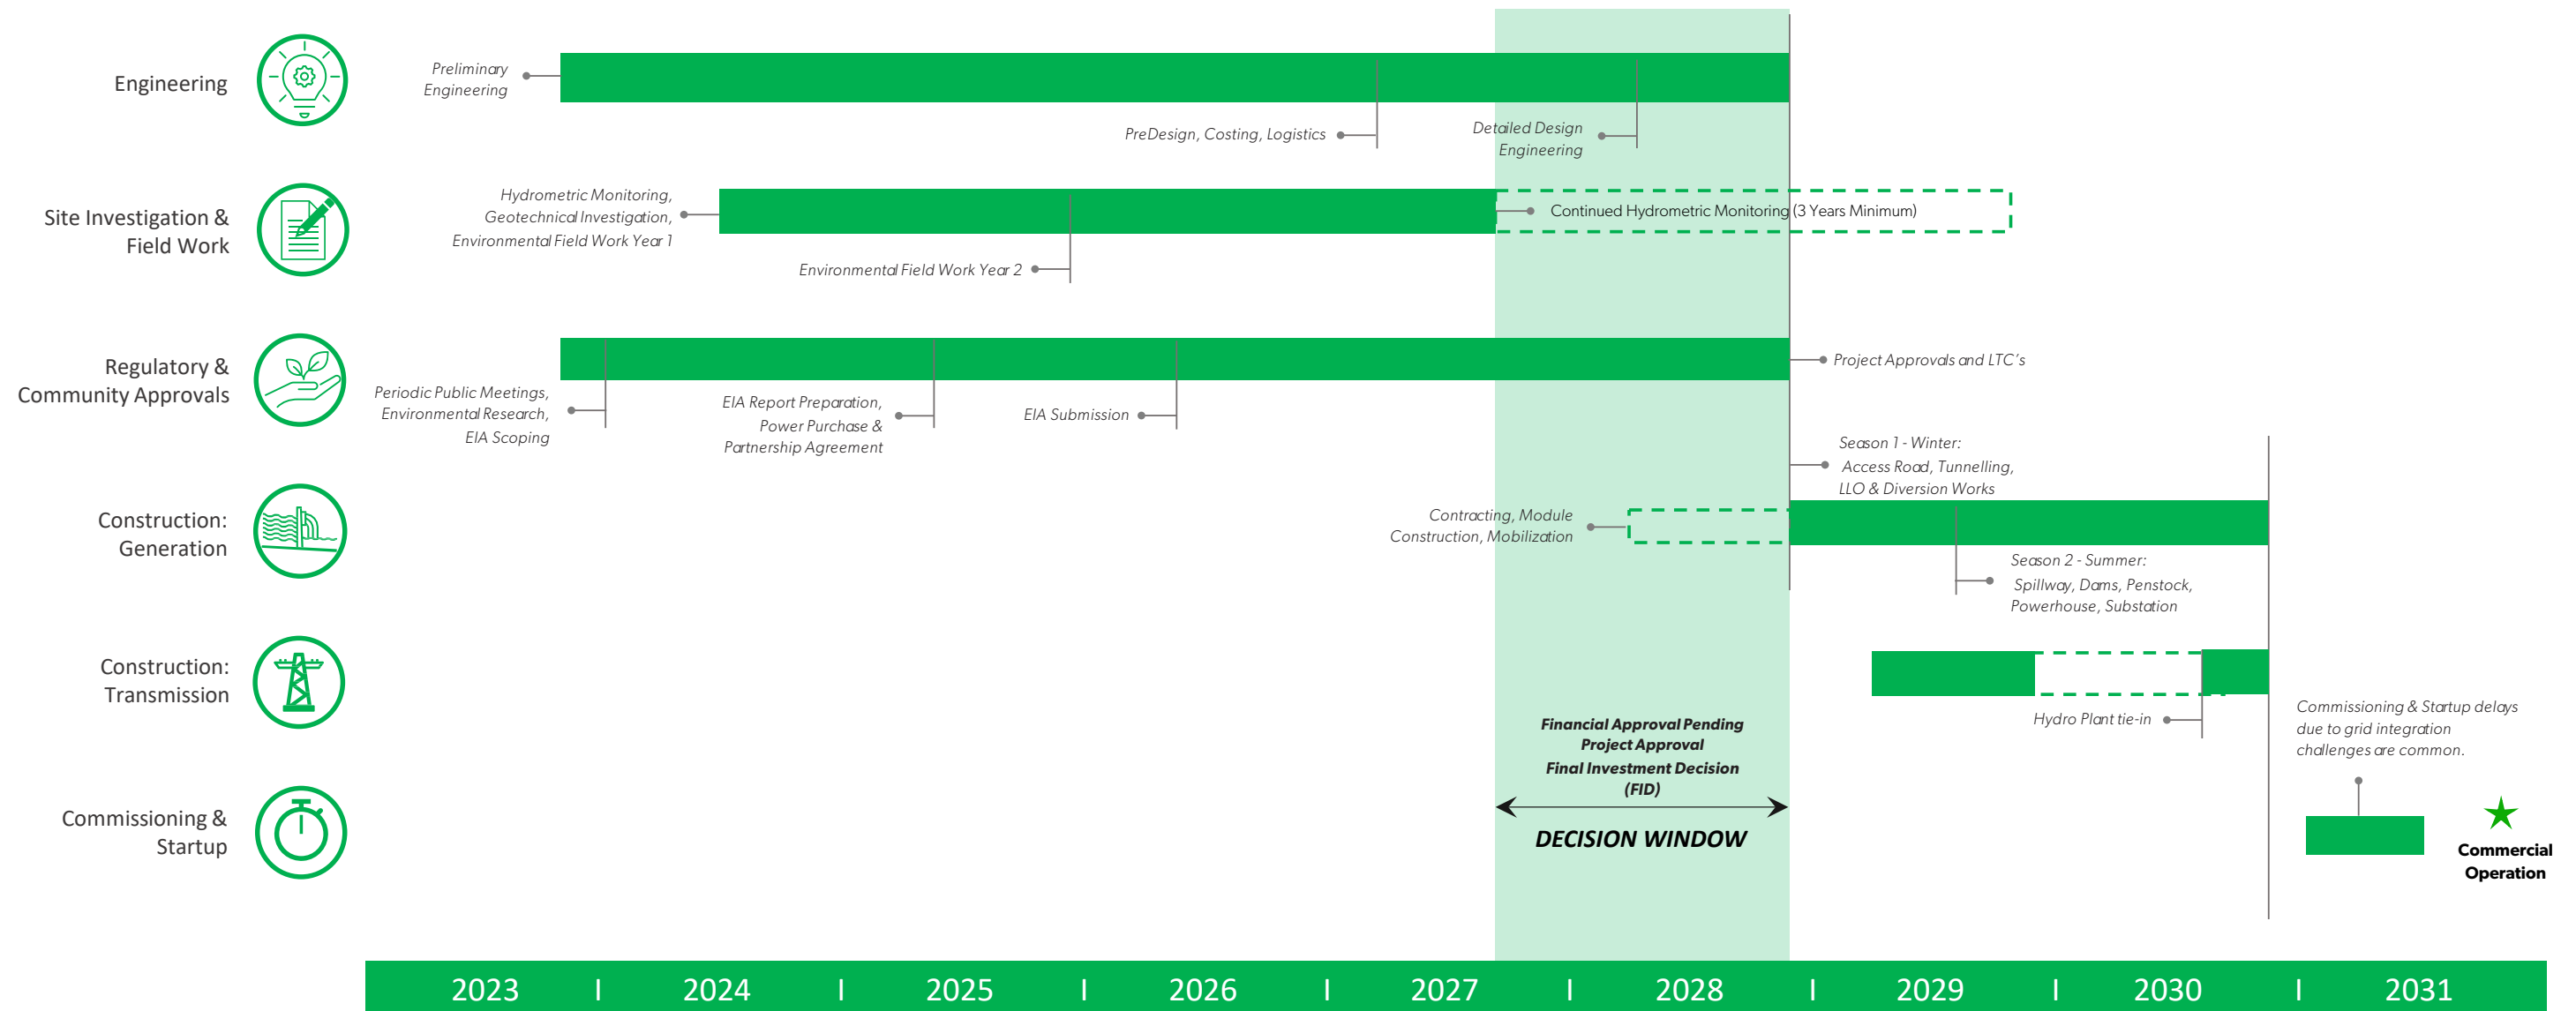 Engineering
Preliminary
Engineering
PreDesign, Costing, Logistics
Detailed Design
Engineering
Site Investigation &
Field Work
Hydrometric Monitoring,
Geotechnical Investigation,
Environmental Field Work Year 1
Environmental Field Work Year 2
Continued Hydrometric Monitoring (3 Years Minimum)
Regulatory &
Community Approvals
Periodic Public Meetings,
Environmental Research,
EIA Scoping
EIA Report Preparation,
Power Purchase &
Partnership Agreement
EIA Submission
Project Approvals and LTC's
Construction:
Generation
Contracting, Module
Construction, Mobilization
Season 1 - Winter:
Access Road, Tunnelling,
LLO & Diversion Works
Season 2 - Summer:
Spillway, Dams, Penstock,
Powerhouse, Substation
Construction:
Transmission
Hydro Plant tie-in
Commissioning &
Startup
Financial Approval Pending
Project Approval
Final Investment Decision
(FID)
DECISION WINDOW
Commissioning & Startup delays
due to grid integration
challenges are common.
Commercial
Operation
2023 | 2024 | 2025 | 2026 | 2027 | 2028 | 2029 | 2030 | 2031